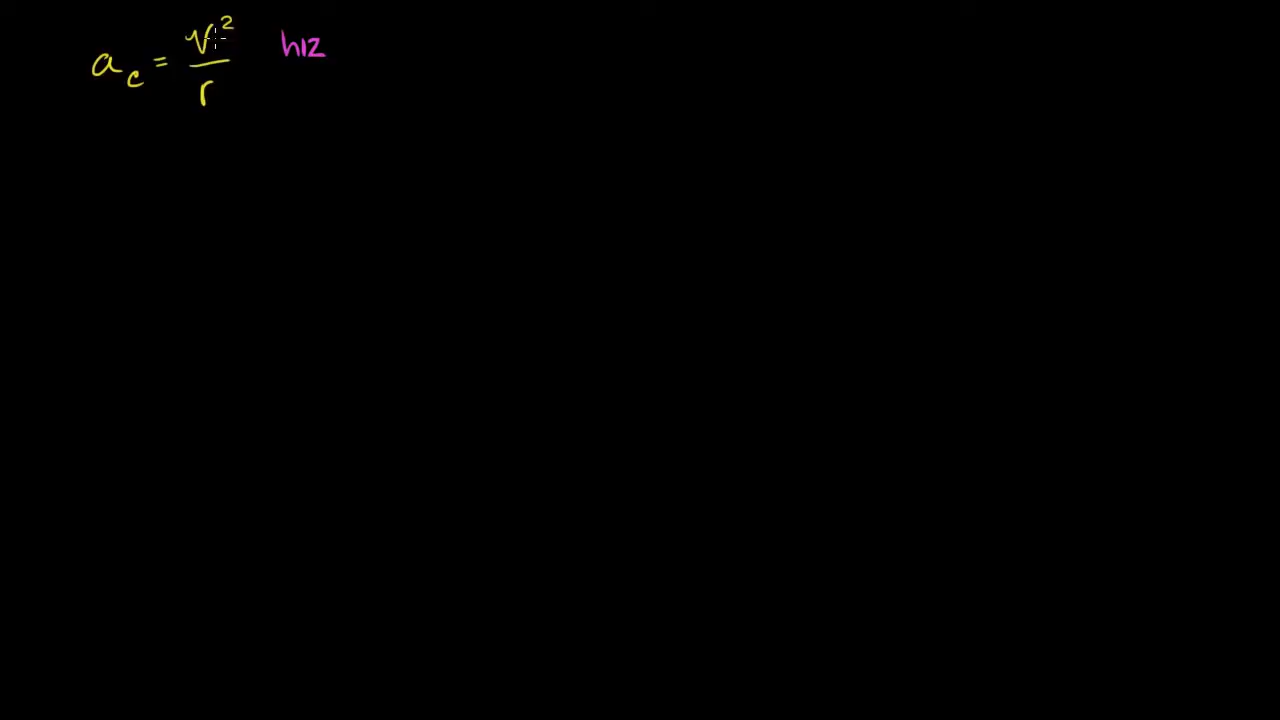 a_c = v²/r hız